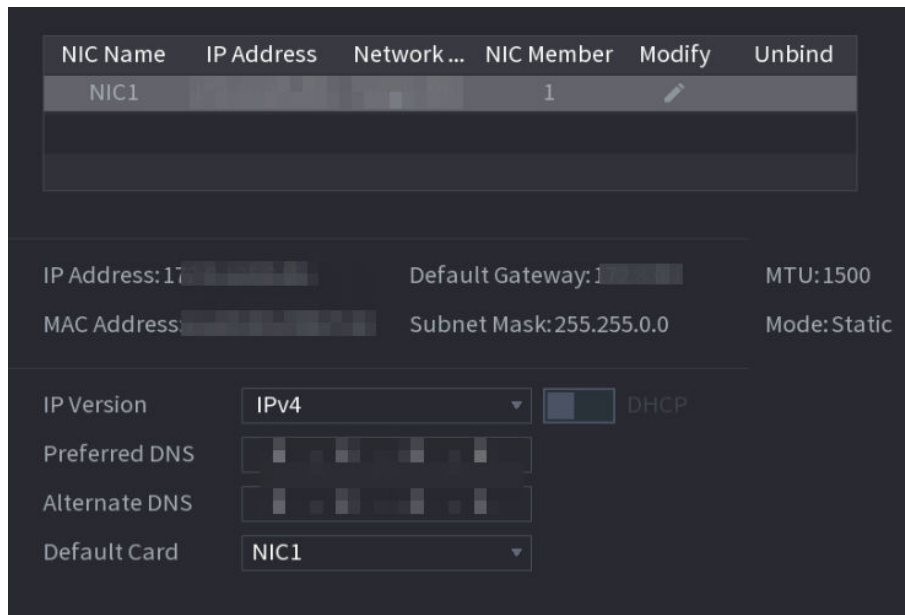 NIC Name IP Address Network ... NIC Member Modify Unbind
NIC1 1
IP Address: Default Gateway: MTU:1500
MAC Address: Subnet Mask:255.255.0.0 Mode:Static
IP Version IPv4 DHCP
Preferred DNS
Alternate DNS
Default Card NIC1